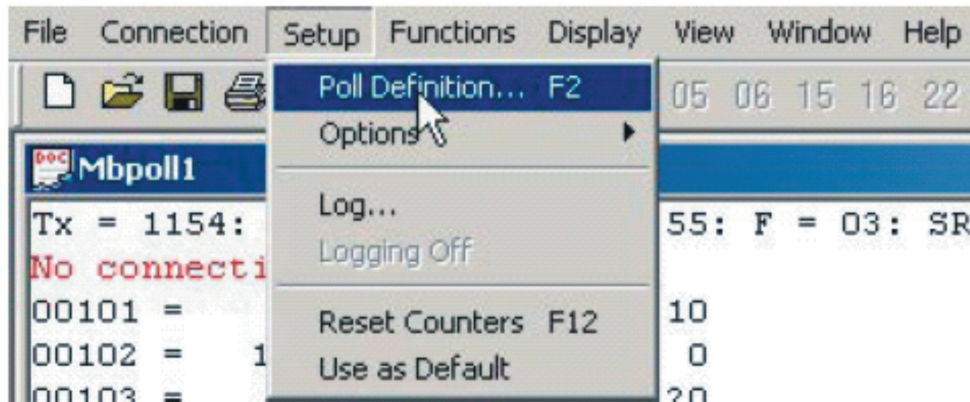 File Connection Setup Functions Display View Window Help
Poll Definition... F2
05 06 15 16 22
Options
Mbpoll1
Log...
Tx = 1154: 55: F = 03: SR
Logging Off
No connecti
00101 = 10
Reset Counters F12
00102 = 1 0
Use as Default
00103 = 20